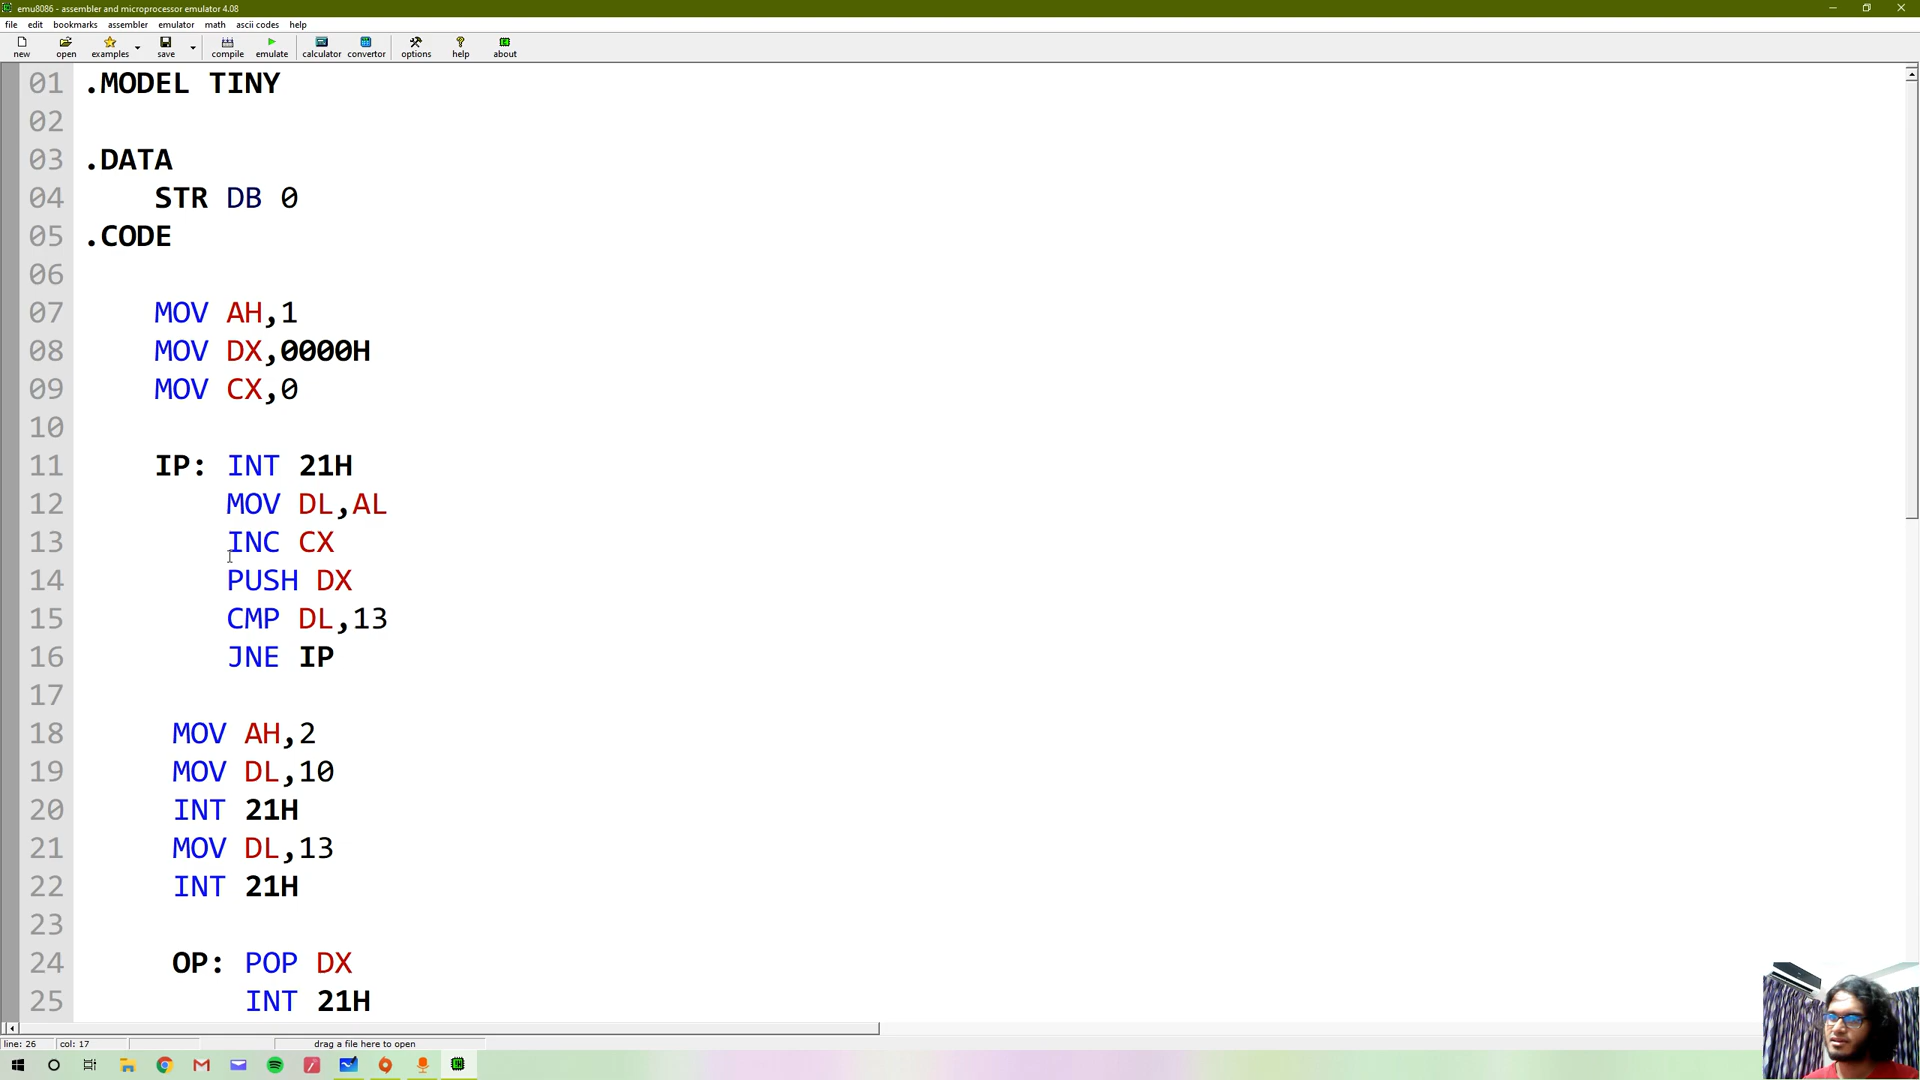 emu8086 - assembler and microprocessor emulator 4.08
file edit bookmarks assembler emulator math ascii codes help
new open examples save compile emulate calculator convertor options help about
01 .MODEL TINY
02
03 .DATA
04 STR DB 0
05 .CODE
06
07 MOV AH,1
08 MOV DX,0000H
09 MOV CX,0
10
11 IP: INT 21H
12 MOV DL,AL
13 INC CX
14 PUSH DX
15 CMP DL,13
16 JNE IP
17
18 MOV AH,2
19 MOV DL,10
20 INT 21H
21 MOV DL,13
22 INT 21H
23
24 OP: POP DX
25 INT 21H
line: 26 col: 17 drag a file here to open